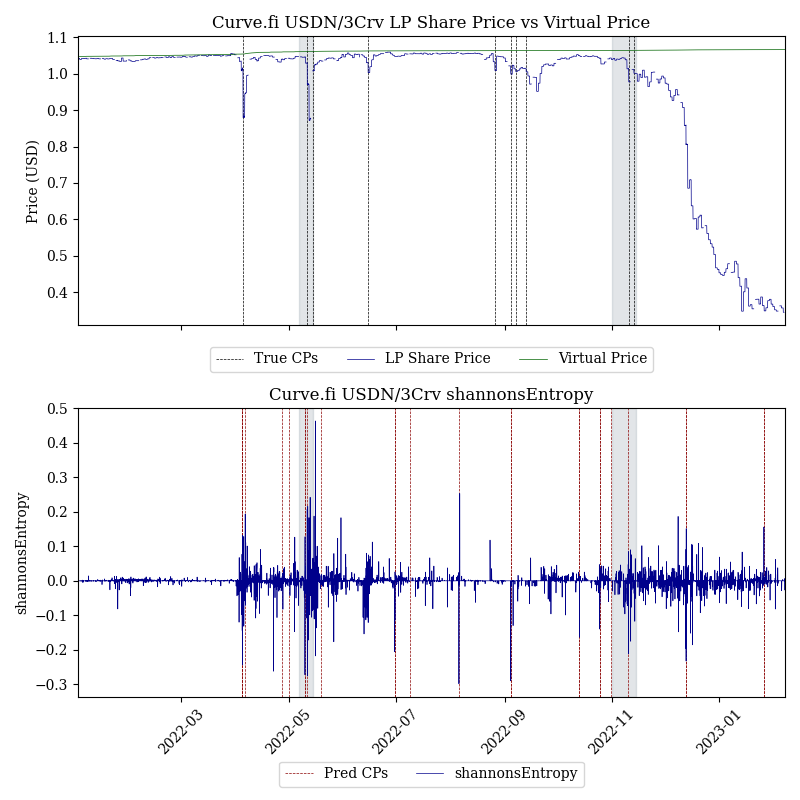 Curve.fi USDN/3Crv LP Share Price vs Virtual Price
1.1
1.0
0.9
0.8
0.7
0.6
0.5
0.4
Price (USD)
True CPs LP Share Price Virtual Price
Curve.fi USDN/3Crv shannonsEntropy
0.5
0.4
0.3
0.2
0.1
0.0
−0.1
−0.2
−0.3
shannonsEntropy
2022-03 2022-05 2022-07 2022-09 2022-11 2023-01
Pred CPs shannonsEntropy